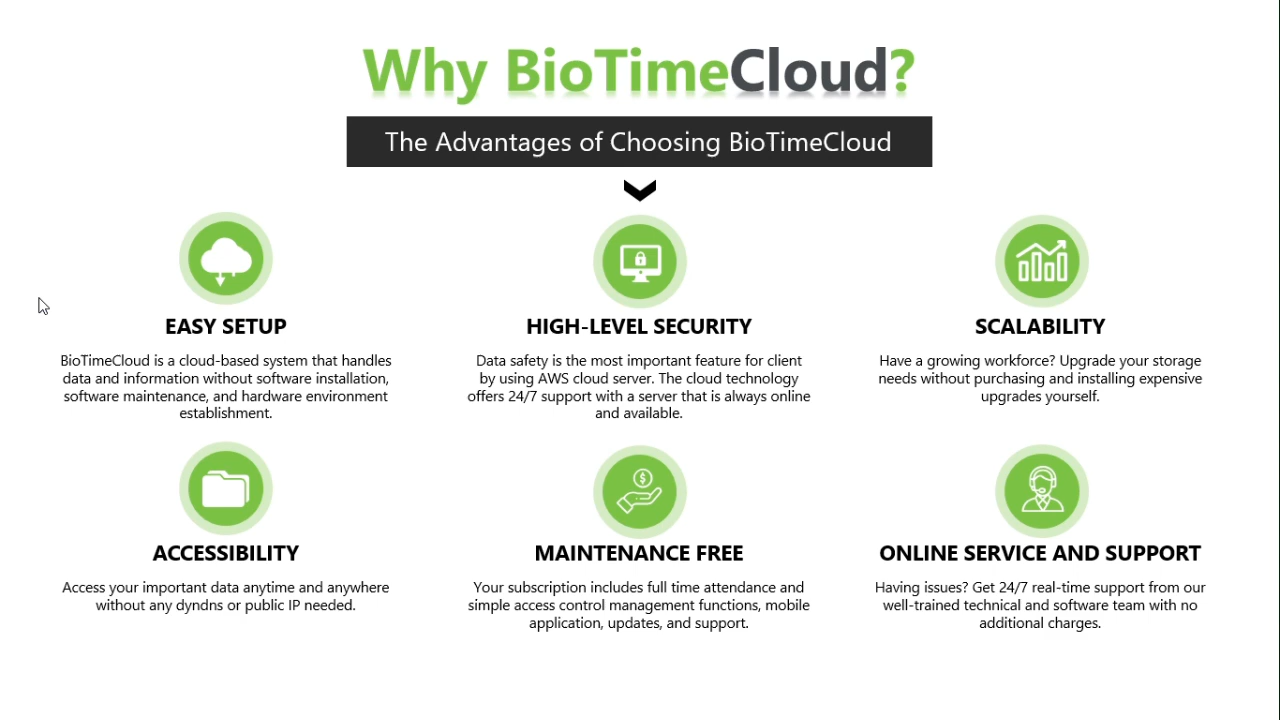 Why BioTimeCloud?
The Advantages of Choosing BioTimeCloud
EASY SETUP
BioTimeCloud is a cloud-based system that handles
data and information without software installation,
software maintenance, and hardware environment
establishment.
HIGH-LEVEL SECURITY
Data safety is the most important feature for client
by using AWS cloud server. The cloud technology
offers 24/7 support with a server that is always online
and available.
SCALABILITY
Have a growing workforce? Upgrade your storage
needs without purchasing and installing expensive
upgrades yourself.
ACCESSIBILITY
Access your important data anytime and anywhere
without any dyndns or public IP needed.
MAINTENANCE FREE
Your subscription includes full time attendance and
simple access control management functions, mobile
application, updates, and support.
ONLINE SERVICE AND SUPPORT
Having issues? Get 24/7 real-time support from our
well-trained technical and software team with no
additional charges.